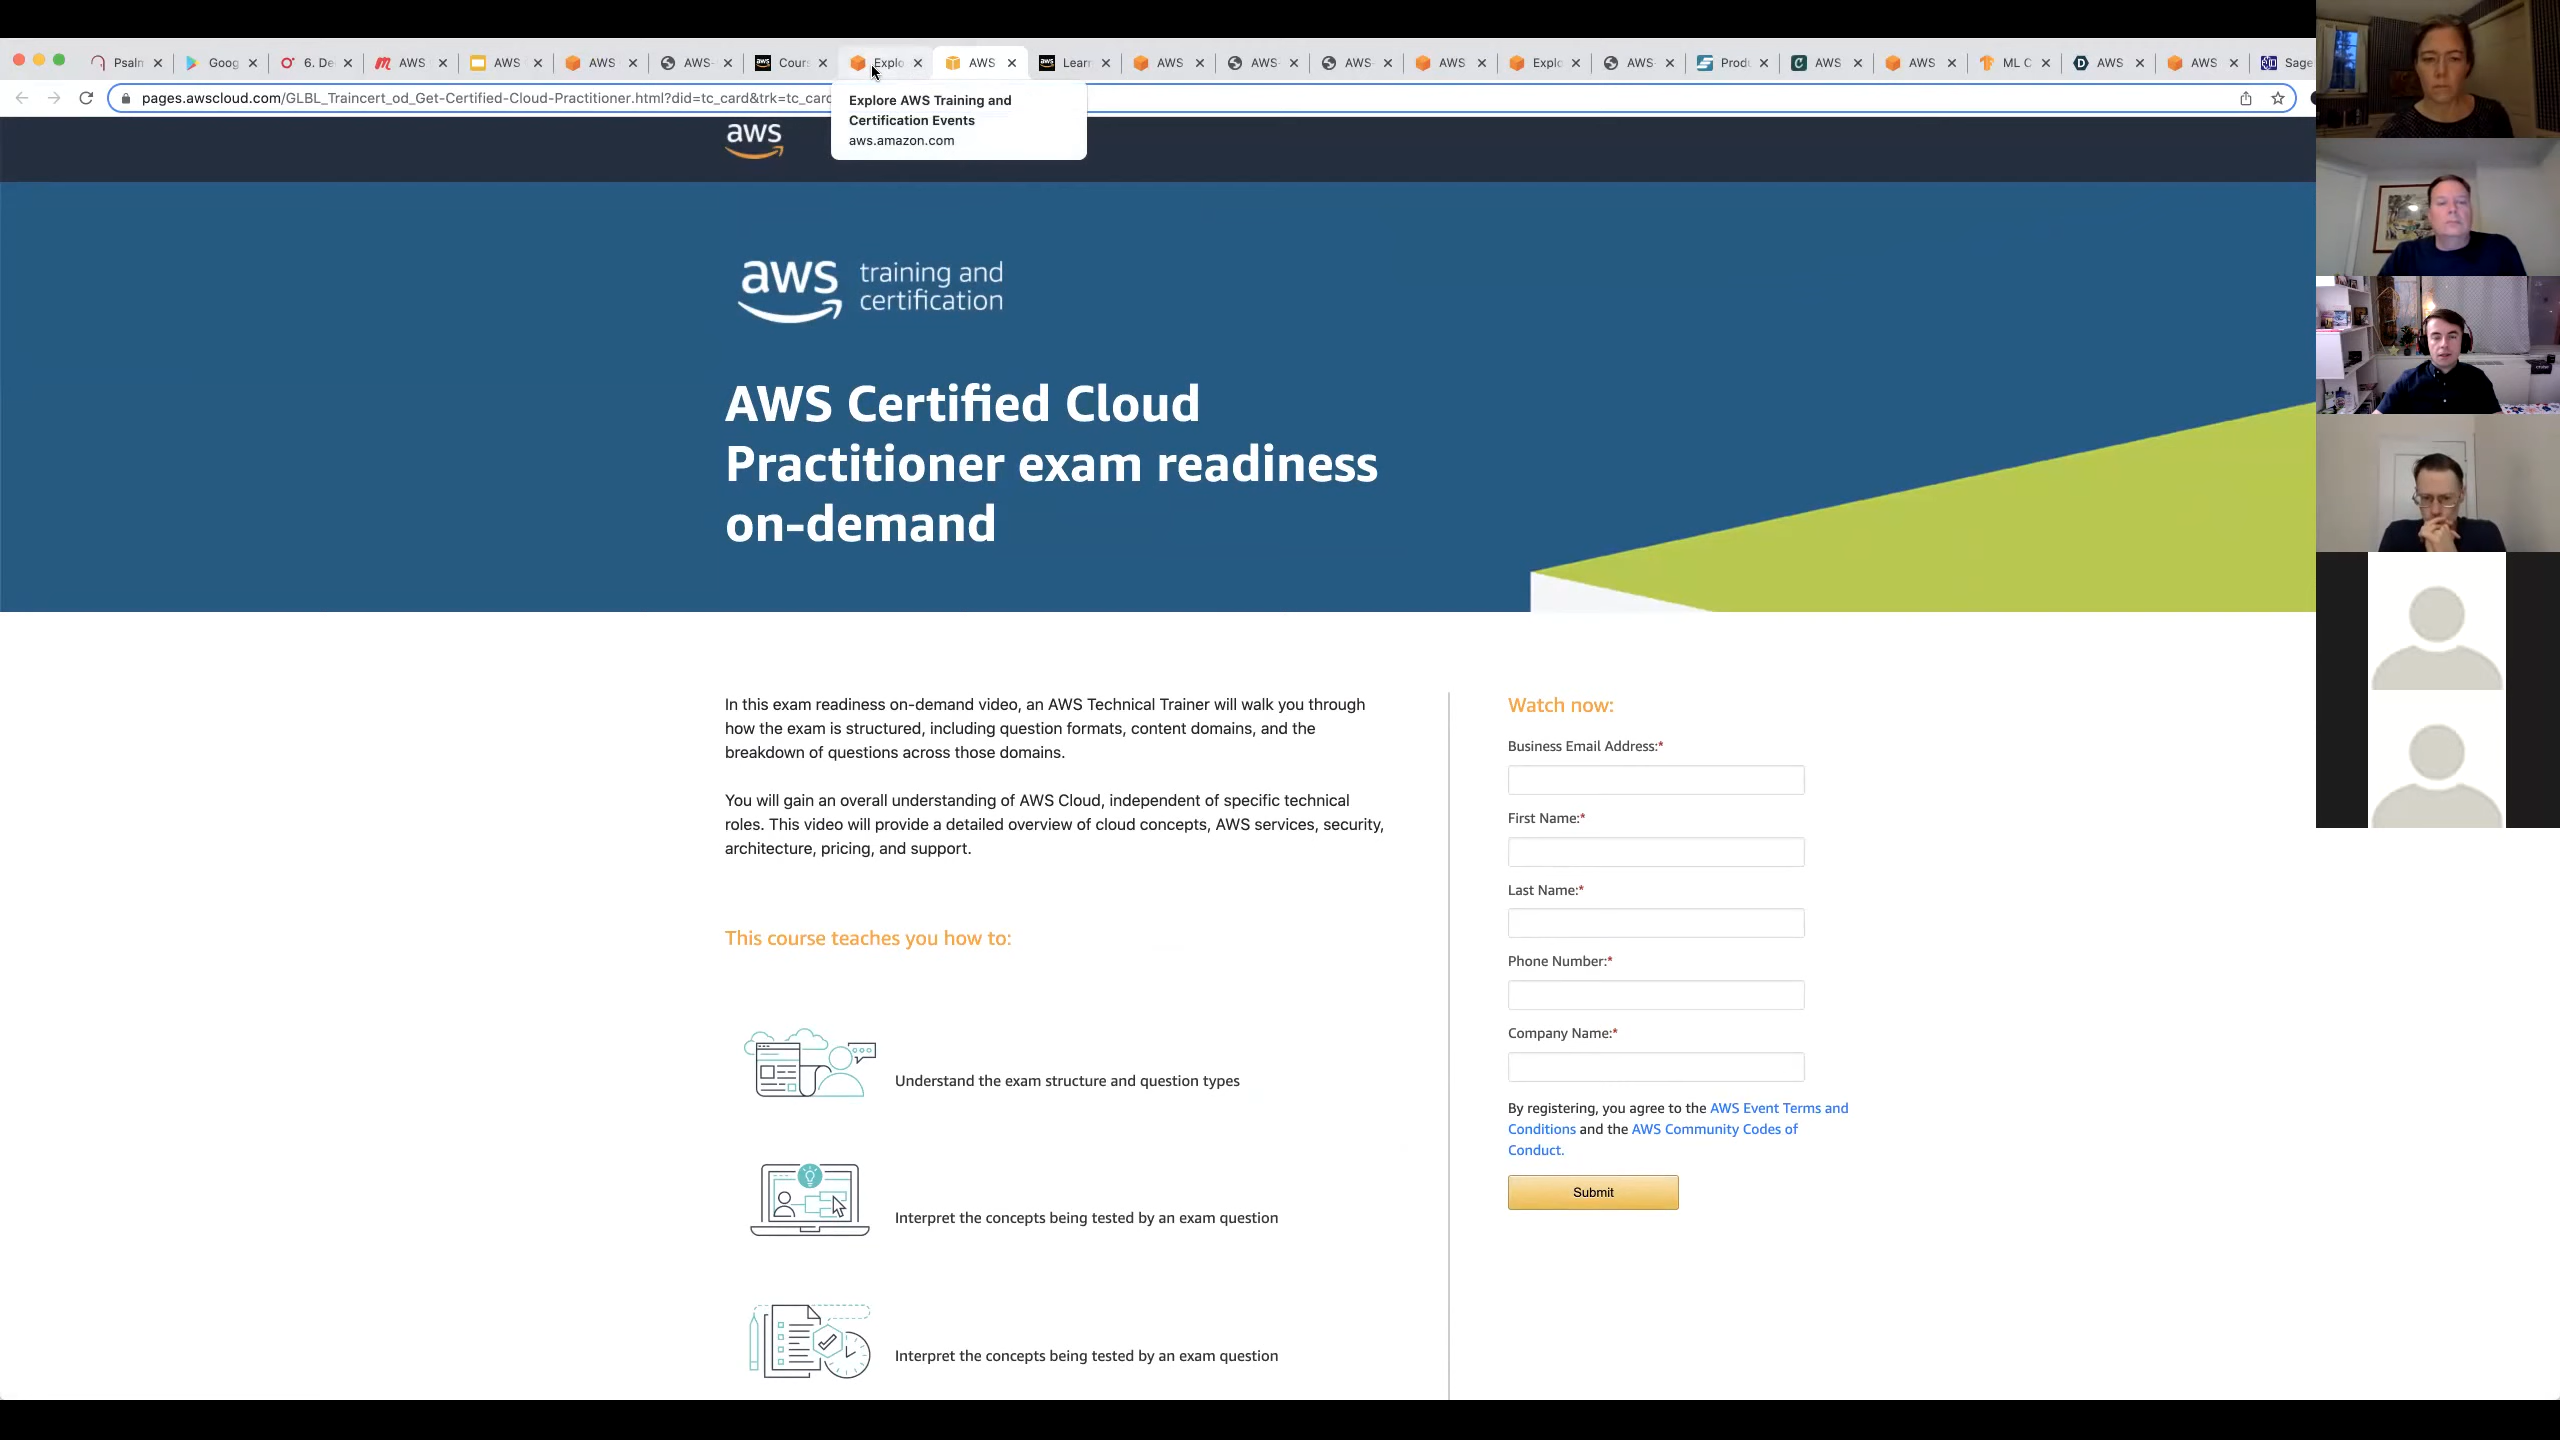 Psaln
Goog
6. De
AWS
AWS
AWS
AWS-
Cours
Explo
AWS
Learn
AWS
AWS-
AWS-
AWS
Explo
AWS-
Produ
AWS
AWS
ML C
AWS
AWS
Sage
pages.awscloud.com/GLBL_Traincert_od_Get-Certified-Cloud-Practitioner.html?did=tc_card&trk=tc_card
Explore AWS Training and
Certification Events
aws.amazon.com
aws
aws training and
certification
AWS Certified Cloud
Practitioner exam readiness
on-demand
In this exam readiness on-demand video, an AWS Technical Trainer will walk you through
how the exam is structured, including question formats, content domains, and the
breakdown of questions across those domains.
You will gain an overall understanding of AWS Cloud, independent of specific technical
roles. This video will provide a detailed overview of cloud concepts, AWS services, security,
architecture, pricing, and support.
This course teaches you how to:
Understand the exam structure and question types
Interpret the concepts being tested by an exam question
Interpret the concepts being tested by an exam question
Watch now:
Business Email Address:*
First Name:*
Last Name:*
Phone Number:*
Company Name:*
By registering, you agree to the AWS Event Terms and
Conditions and the AWS Community Codes of
Conduct.
Submit